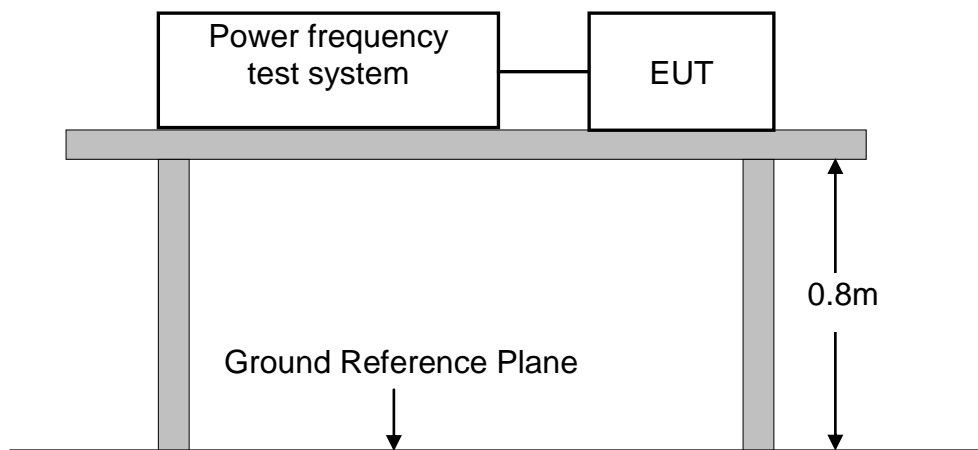 Power frequency
test system
EUT
0.8m
Ground Reference Plane